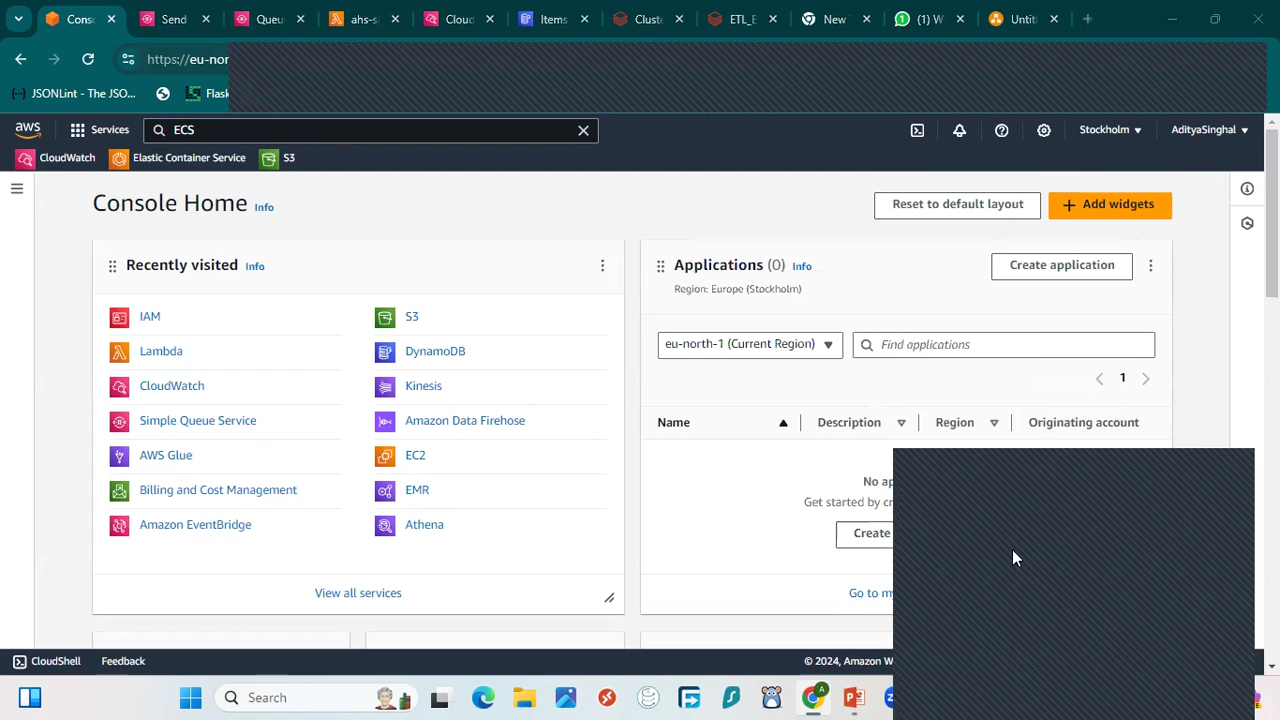 Conso
Send
Queu
ahs-s
Cloud
Items
Cluste
ETL_E
New T
(1) W
Untitl
https://eu-nor
JSONLint - The JSO...
Flask
aws
Services
ECS
Stockholm
AdityaSinghal
CloudWatch
Elastic Container Service
S3
Console Home
Info
Reset to default layout
Add widgets
Recently visited
Info
IAM
Lambda
CloudWatch
Simple Queue Service
AWS Glue
Billing and Cost Management
Amazon EventBridge
S3
DynamoDB
Kinesis
Amazon Data Firehose
EC2
EMR
Athena
View all services
Applications (0)
Info
Create application
Region: Europe (Stockholm)
eu-north-1 (Current Region)
Find applications
1
Name
Description
Region
Originating account
No ap
Get started by cr
Create
Go to my
CloudShell
Feedback
© 2024, Amazon W
Search